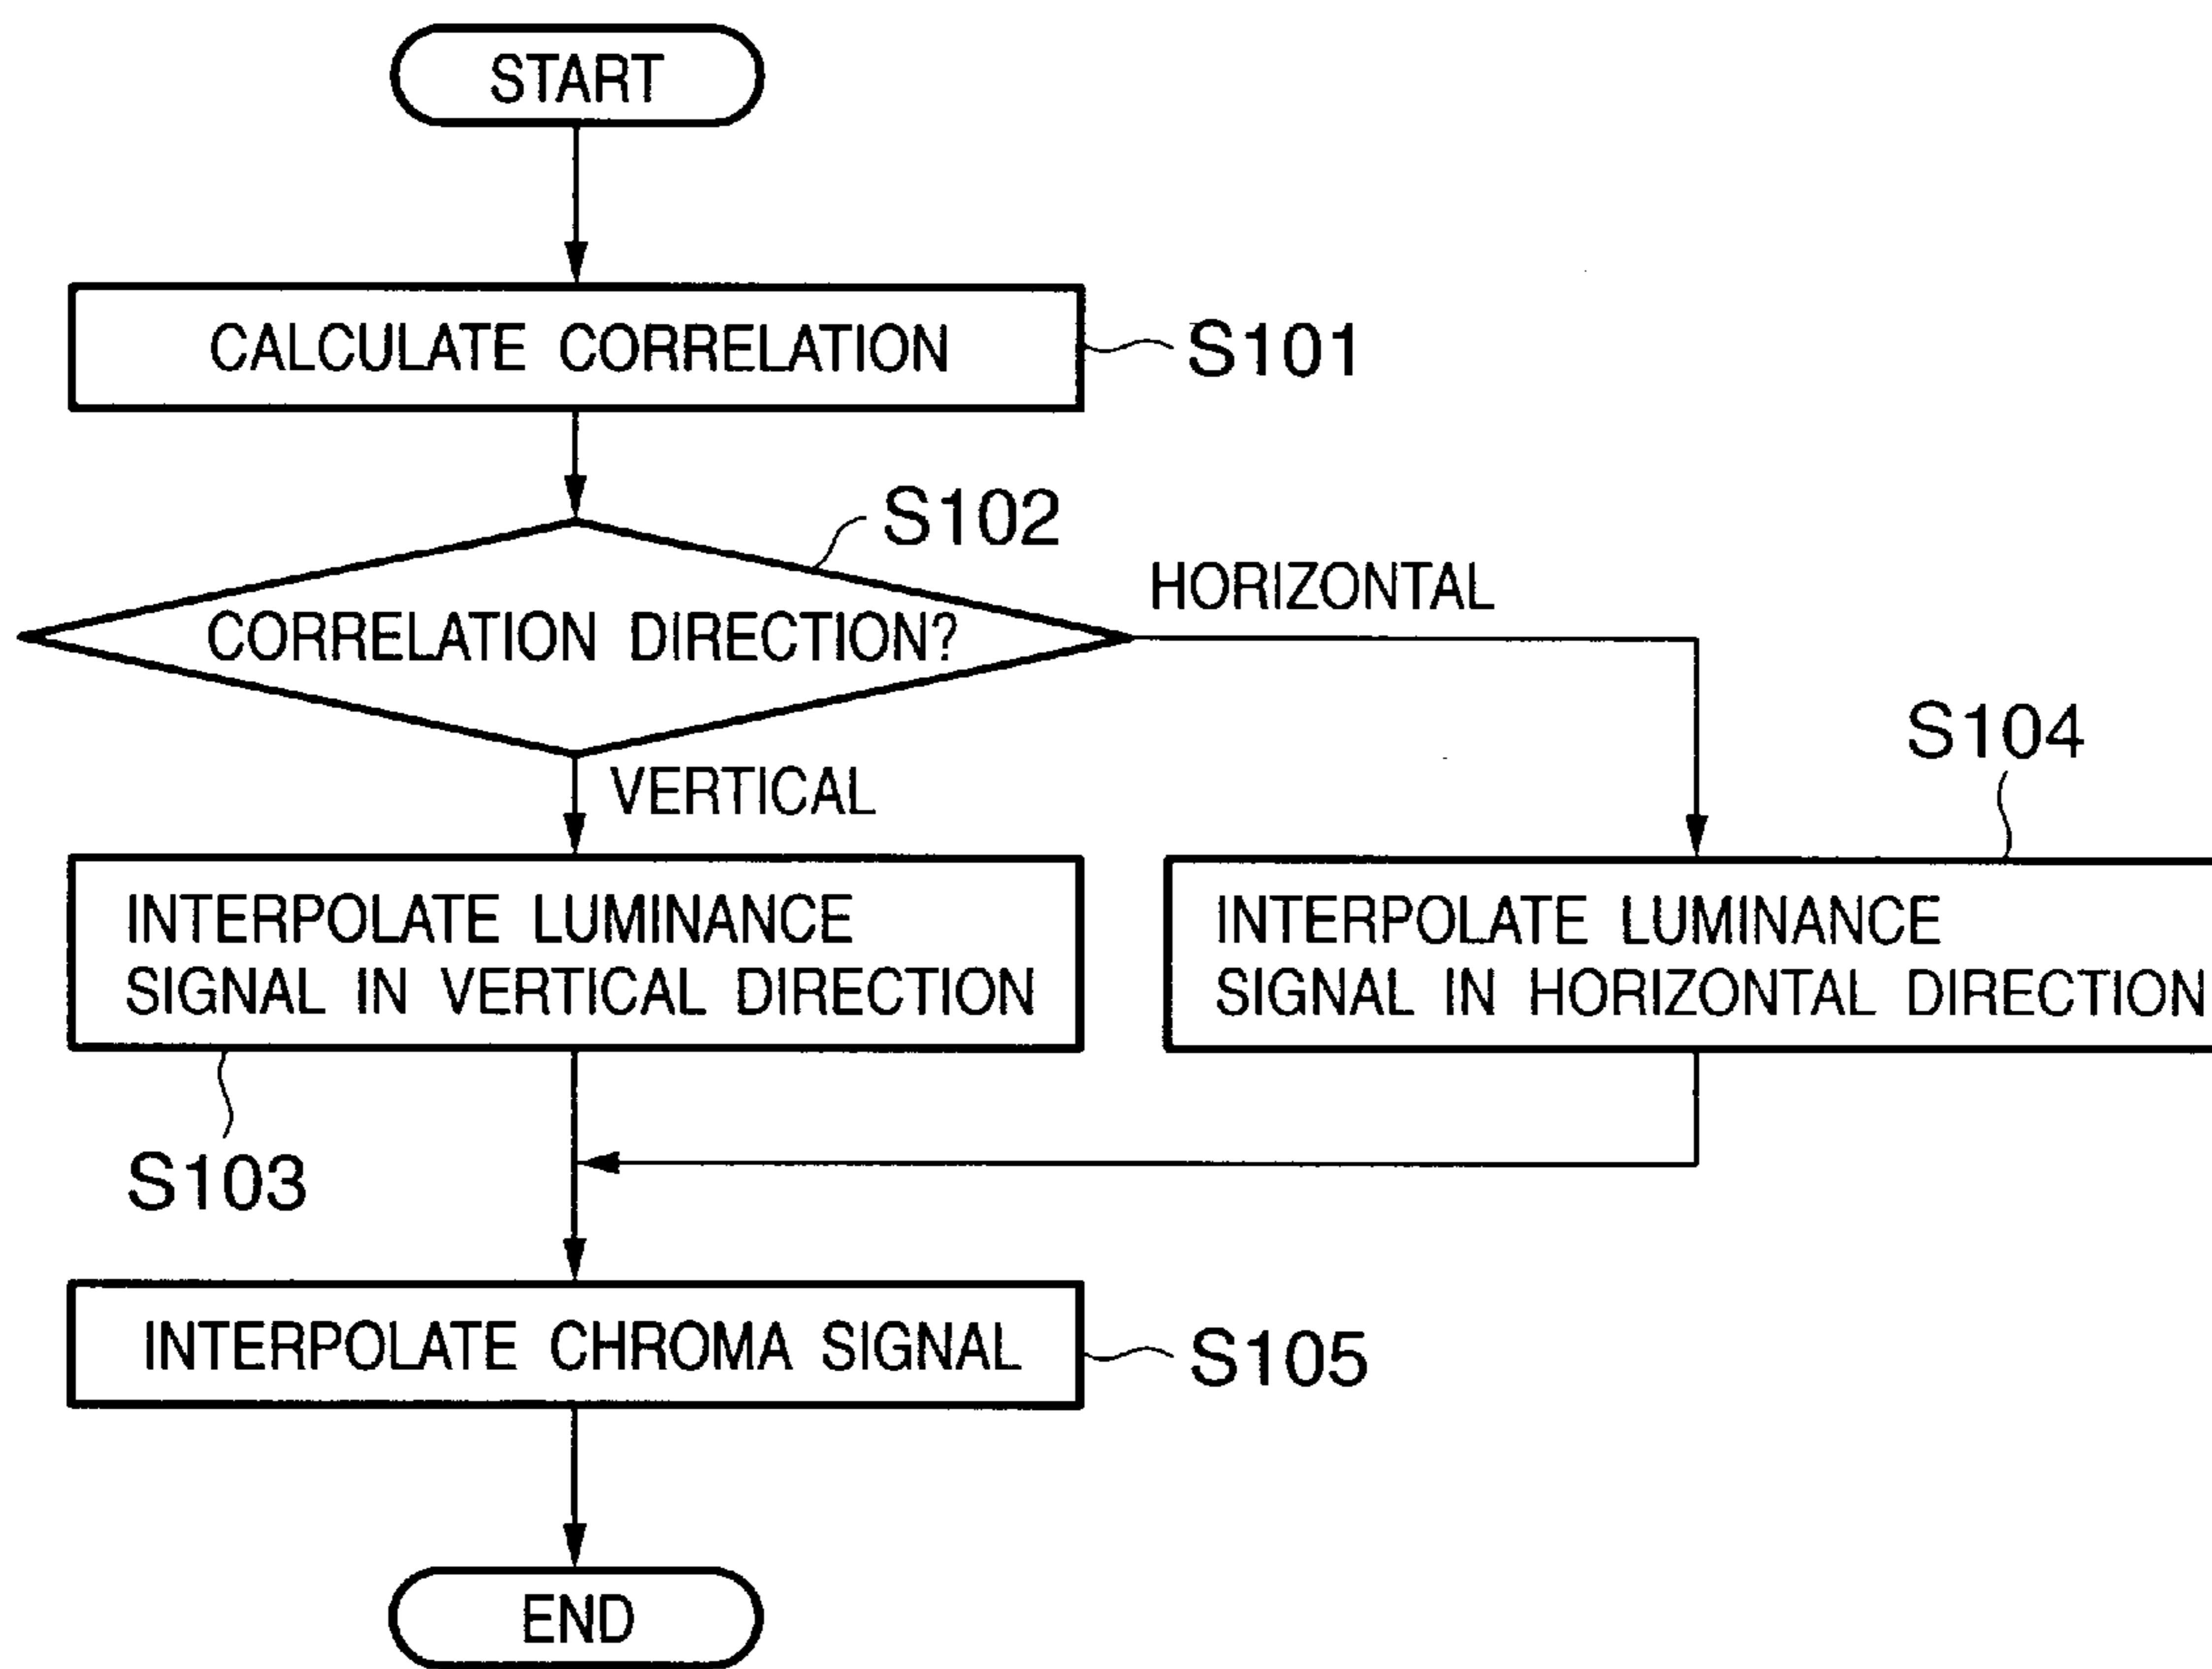 START
CALCULATE CORRELATION
S101
S102
CORRELATION DIRECTION?
HORIZONTAL
VERTICAL
S104
INTERPOLATE LUMINANCE
SIGNAL IN VERTICAL DIRECTION
INTERPOLATE LUMINANCE
SIGNAL IN HORIZONTAL DIRECTION
S103
INTERPOLATE CHROMA SIGNAL
S105
END